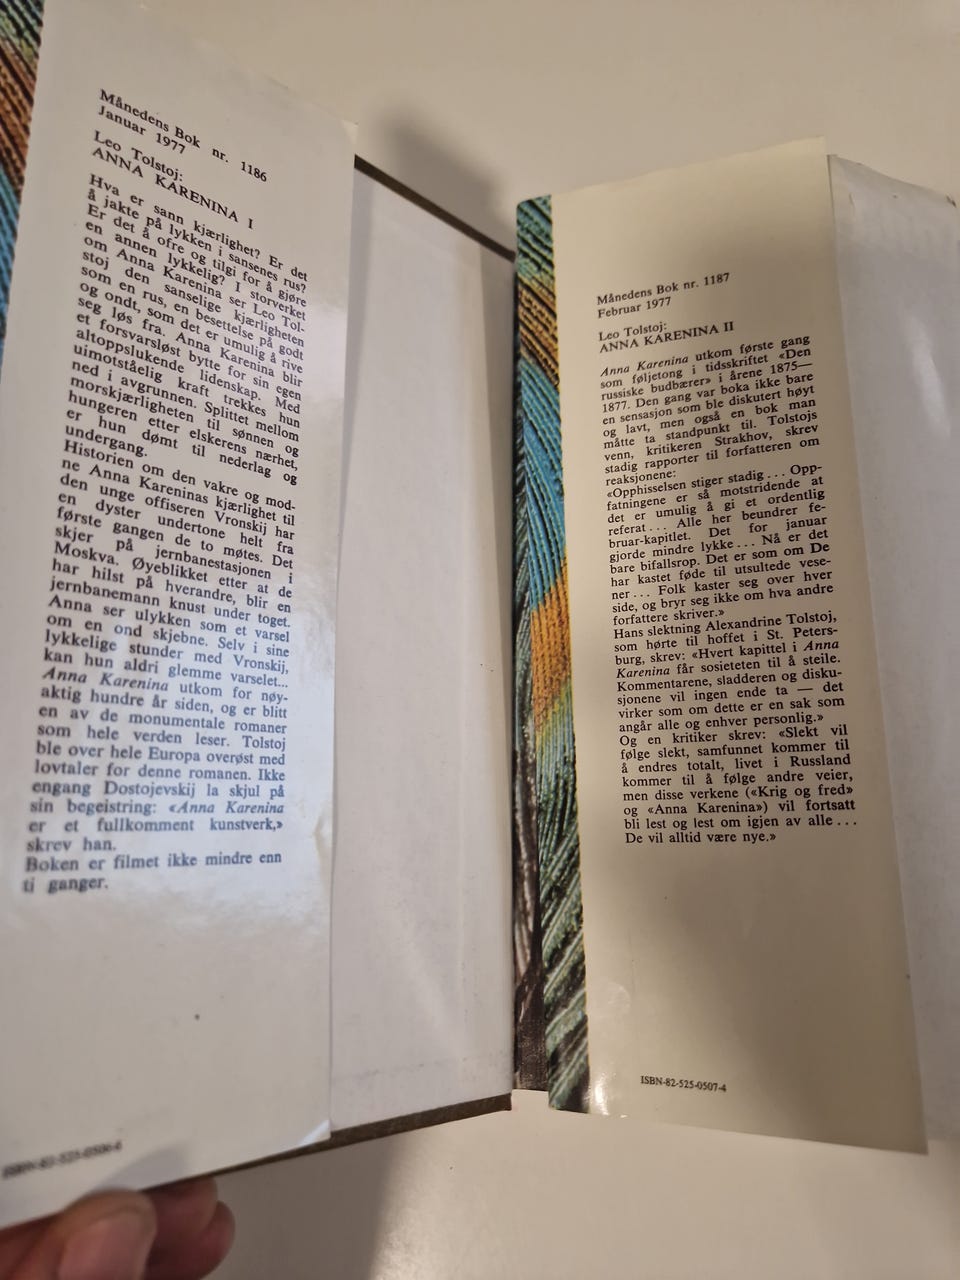 Månedens Bok nr. 1186
Januar 1977
Leo Tolstoj:
ANNA KARENINA I
Hva er sann kjærlighet? Er det
å jakte på lykken i sansenes rus?
Er det å ofre og tilgi for å gjøre
en annen lykkelig? I storverket
om Anna Karenina ser Leo Tol-
stoj den sanselige kjærligheten
som en rus, en besettelse på godt
og ondt, som det er umulig å rive
seg løs fra. Anna Karenina blir
et forsvarsløst bytte for sin egen
altoppslukende lidenskap. Med
uimotståelig kraft trekkes hun
ned i avgrunnen. Splittet mellom
morskjærligheten til sønnen og
hungeren etter elskerens nærhet,
er hun dømt til nederlag og
undergang.
Historien om den vakre og mod-
ne Anna Kareninas kjærlighet til
den unge offiseren Vronskij har
en dyster undertone helt fra
første gangen de to møtes. Det
skjer på jernbanestasjonen i
Moskva. Øyeblikket etter at de
har hilst på hverandre, blir en
jernbanemann knust under toget.
Anna ser ulykken som et varsel
om en ond skjebne. Selv i sine
lykkelige stunder med Vronskij,
kan hun aldri glemme varselet...
Anna Karenina utkom for nøy-
aktig hundre år siden, og er blitt
en av de monumentale romaner
som hele verden leser. Tolstoj
ble over hele Europa overøst med
lovtaler for denne romanen. Ikke
engang Dostojevskij la skjul på
sin begeistring: «Anna Karenina
er et fullkomment kunstverk,»
skrev han.
Boken er filmet ikke mindre enn
ti ganger.
ISBN-82-525-0506-6
Månedens Bok nr. 1187
Februar 1977
Leo Tolstoj:
ANNA KARENINA II
Anna Karenina utkom første gang
som føljetong i tidsskriftet «Den
russiske budbærer» i årene 1875—
1877. Den gang var boka ikke bare
en sensasjon som ble diskutert høyt
og lavt, men også en bok man
måtte ta standpunkt til. Tolstojs
venn, kritikeren Strakhov, skrev
stadig rapporter til forfatteren om
reaksjonene:
«Opphisselsen stiger stadig... Opp-
fatningene er så motstridende at
det er umulig å gi et ordentlig
referat... Alle her beundrer fe-
bruar-kapitlet. Det for januar
gjorde mindre lykke... Nå er det
bare bifallsrop. Det er som om De
har kastet føde til utsultede vese-
ner... Folk kaster seg over hver
side, og bryr seg ikke om hva andre
forfattere skriver.»
Hans slektning Alexandrine Tolstoj,
som hørte til hoffet i St. Peters-
burg, skrev: «Hvert kapittel i Anna
Karenina får sosieteten til å steile.
Kommentarene, sladderen og disku-
sjonene vil ingen ende ta — det
virker som om dette er en sak som
angår alle og enhver personlig.»
Og en kritiker skrev: «Slekt vil
følge slekt, samfunnet kommer til
å endres totalt, livet i Russland
kommer til å følge andre veier,
men disse verkene («Krig og fred»
og «Anna Karenina») vil fortsatt
bli lest og lest om igjen av alle...
De vil alltid være nye.»
ISBN-82-525-0507-4